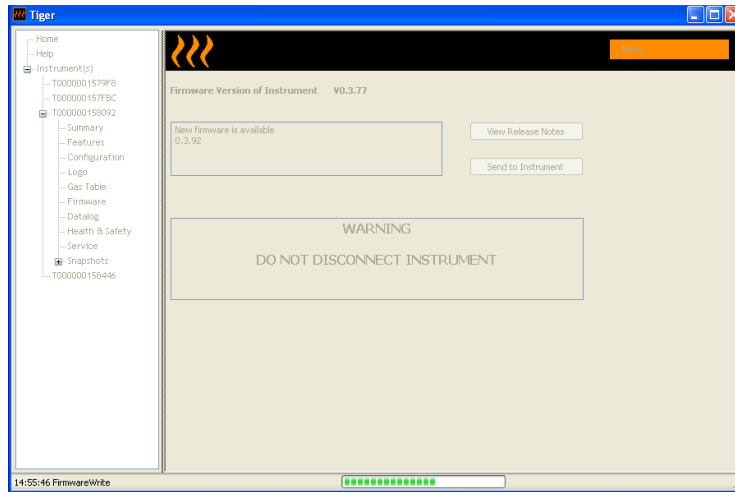 Tiger
Home
Help
Instrument(s)
T0000001579F8
T000000157FBC
T000000158092
Summary
Features
Configuration
Logo
Gas Table
Firmware
Datalog
Health & Safety
Service
Snapshots
T000000158446
Menu
Firmware Version of Instrument V0.3.77
New firmware is available
0.3.92
View Release Notes
Send to Instrument
WARNING
DO NOT DISCONNECT INSTRUMENT
14:55:46 FirmwareWrite